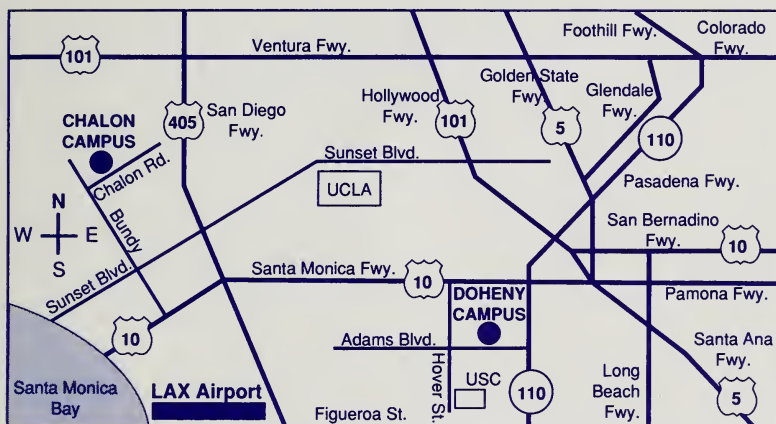 Foothill Fwy.
Colorado
Fwy.
101
Ventura Fwy.
Golden State
Fwy.
Glendale
Fwy.
Hollywood
Fwy.
101
5
110
CHALON
CAMPUS
405
San Diego
Fwy.
Chalon Rd.
Sunset Blvd.
UCLA
Pasadena Fwy.
N
W
E
S
Bundy
San Bernadino
Fwy.
10
Sunset Blvd.
Santa Monica Fwy.
10
Pamona Fwy.
DOHENY
CAMPUS
10
Adams Blvd.
Santa Ana
Fwy.
Hover St.
USC
110
Long
Beach
Fwy.
5
Santa Monica
Bay
LAX Airport
Figueroa St.